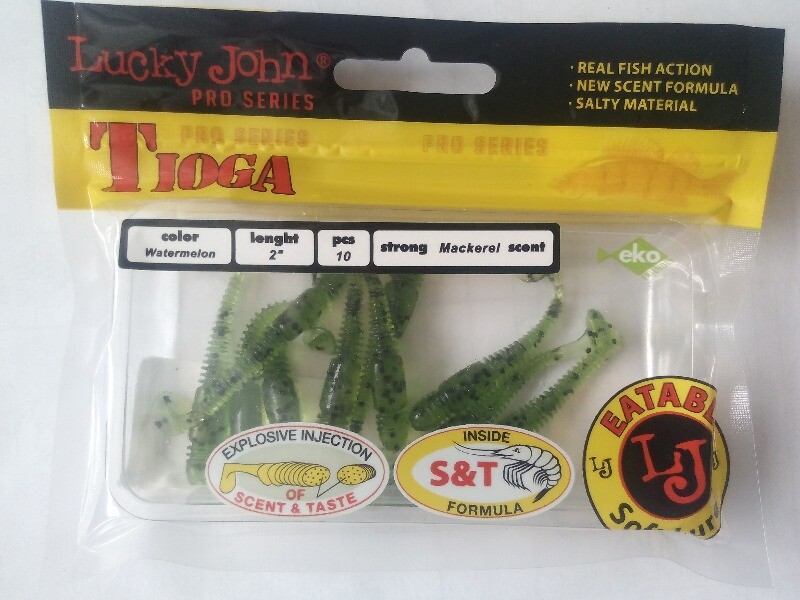 Lucky John®
PRO SERIES
· REAL FISH ACTION
· NEW SCENT FORMULA
· SALTY MATERIAL
PRO SERIES PRO SERIES
TIOGA
color
Watermelon
lenght
2"
pcs
10
strong Mackerel scent
eko
EXPLOSIVE INJECTION
OF
SCENT & TASTE
INSIDE
S&T
FORMULA
EATABL
LJ LJ LJ